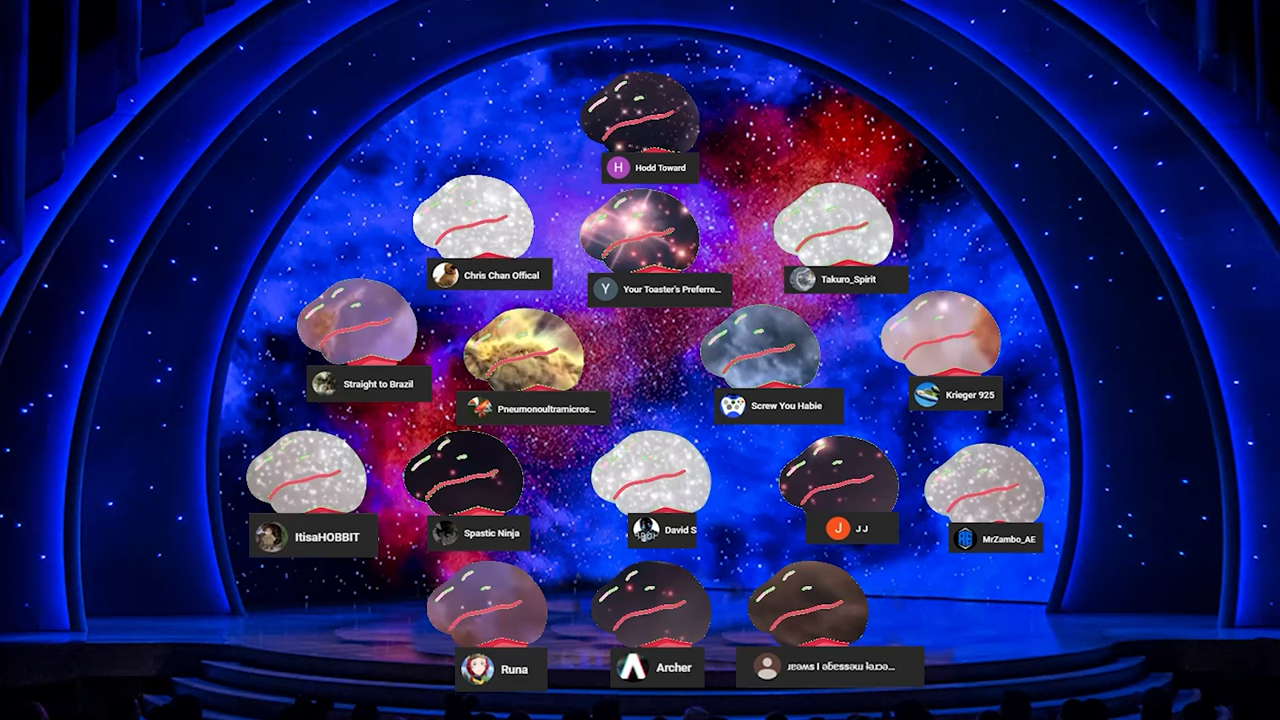 H Hodd Toward
Chris Chan Offical
Y Your Toaster's Preferre...
Takuro_Spirit
Straight to Brazil
Pneumonoultramicros...
Screw You Habie
Krieger 925
ItisaHOBBIT
Spastic Ninja
David S
J J J
MrZambo_AE
Runa
Archer